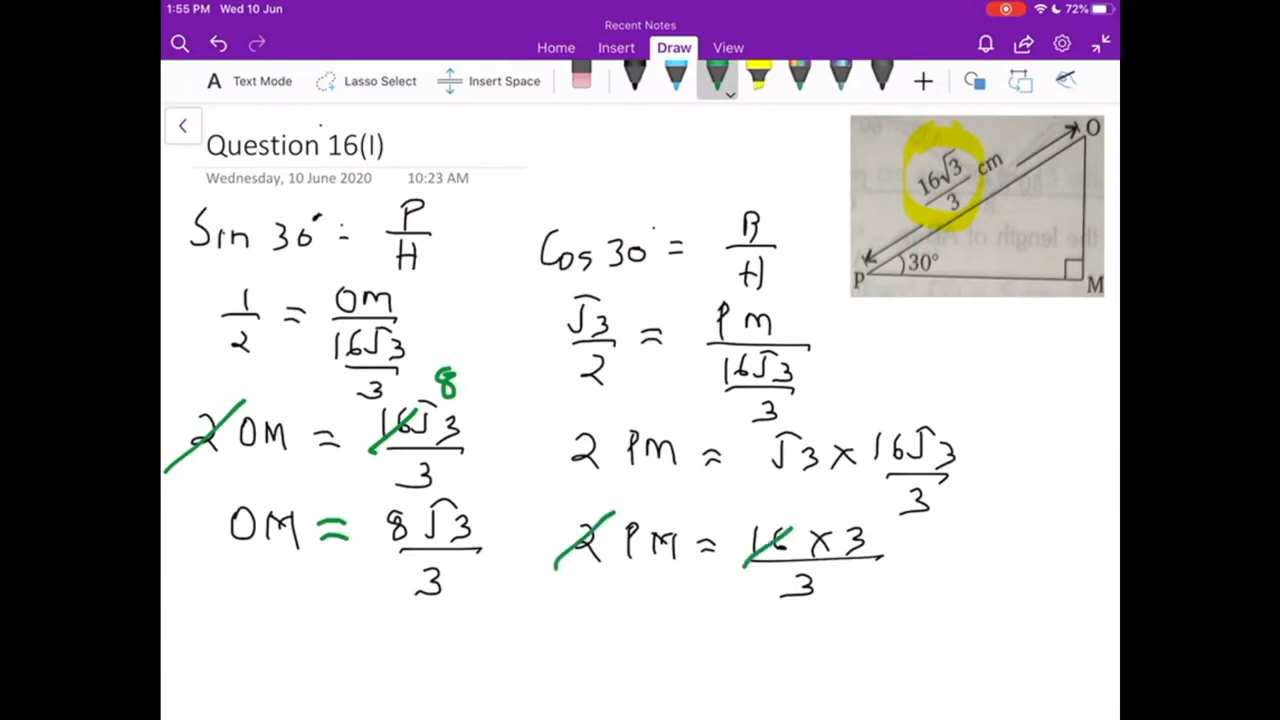 1:55 PM Wed 10 Jun
72%
Recent Notes
Home Insert Draw View
A Text Mode Lasso Select Insert Space
Question 16(I)
Wednesday, 10 June 2020 10:23 AM
Sin 30° = P/H
1/2 = OM/(16√3/3)
8
2 OM = 16√3/3
OM = 8√3/3
Cos 30° = B/H
√3/2 = PM/(16√3/3)
2 PM = √3 × 16√3/3
2 PM = 16 × 3/3
O
16√3/3 cm
P 30° M
the length of